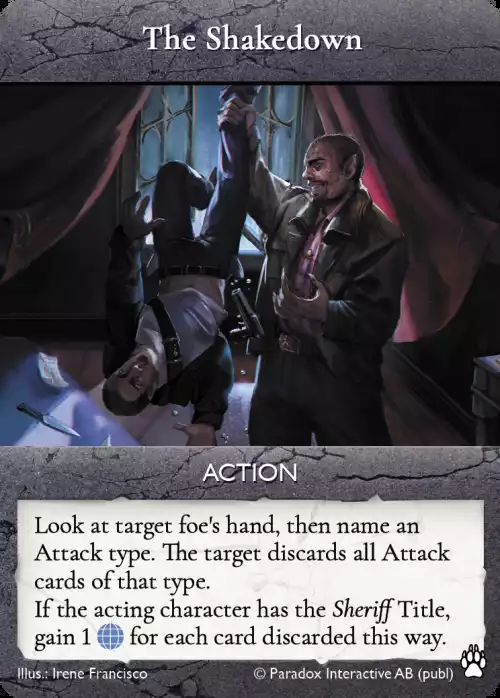 The Shakedown
ACTION
Look at target foe's hand, then name an
Attack type. The target discards all Attack
cards of that type.
If the acting character has the Sheriff Title,
gain 1 for each card discarded this way.
Illus.: Irene Francisco © Paradox Interactive AB (publ)